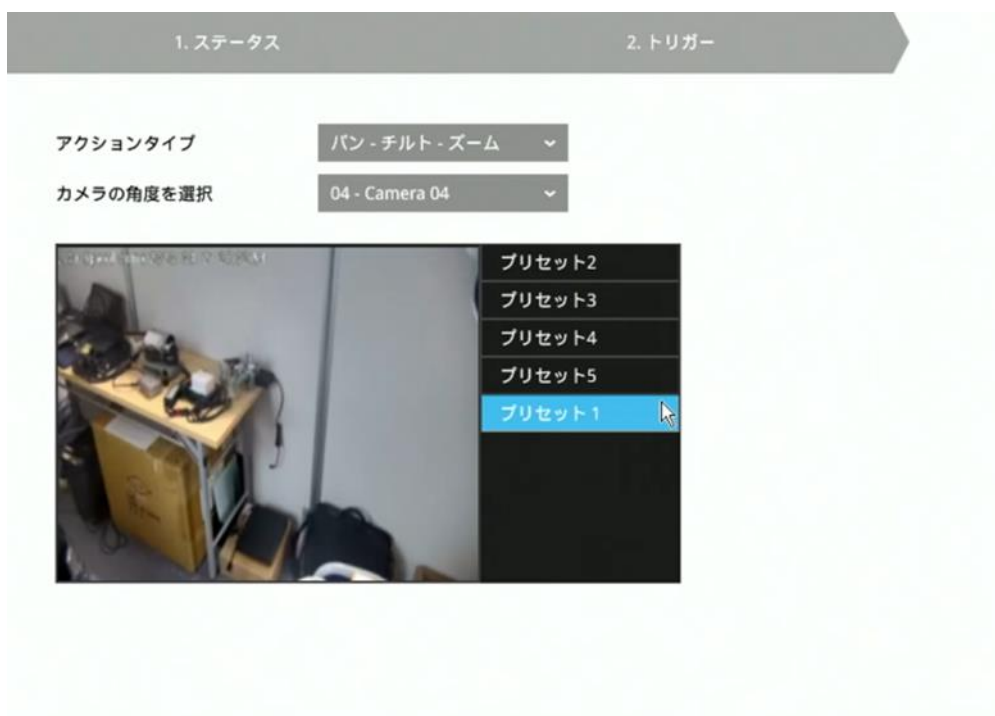 1. ステータス
2. トリガー
アクションタイプ
パン - チルト - ズーム
カメラの角度を選択
04 - Camera 04
プリセット2
プリセット3
プリセット4
プリセット5
プリセット 1